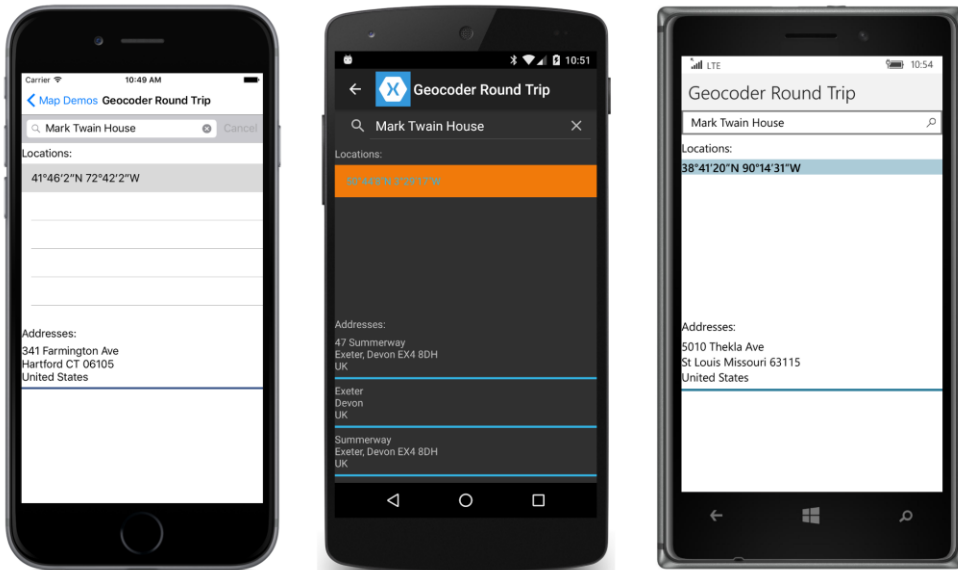 Carrier 10:49 AM
Map Demos Geocoder Round Trip
Mark Twain House Cancel
Locations:
41°46'2"N 72°42'2"W
Addresses:
341 Farmington Ave
Hartford CT 06105
United States
10:51
Geocoder Round Trip
Mark Twain House
Locations:
Addresses:
47 Summerway
Exeter, Devon EX4 8DH
UK
Exeter
Devon
UK
Summerway
Exeter, Devon EX4 8DH
UK
LTE 10:54
Geocoder Round Trip
Mark Twain House
Locations:
38°41'20"N 90°14'31"W
Addresses:
5010 Thekla Ave
St Louis Missouri 63115
United States